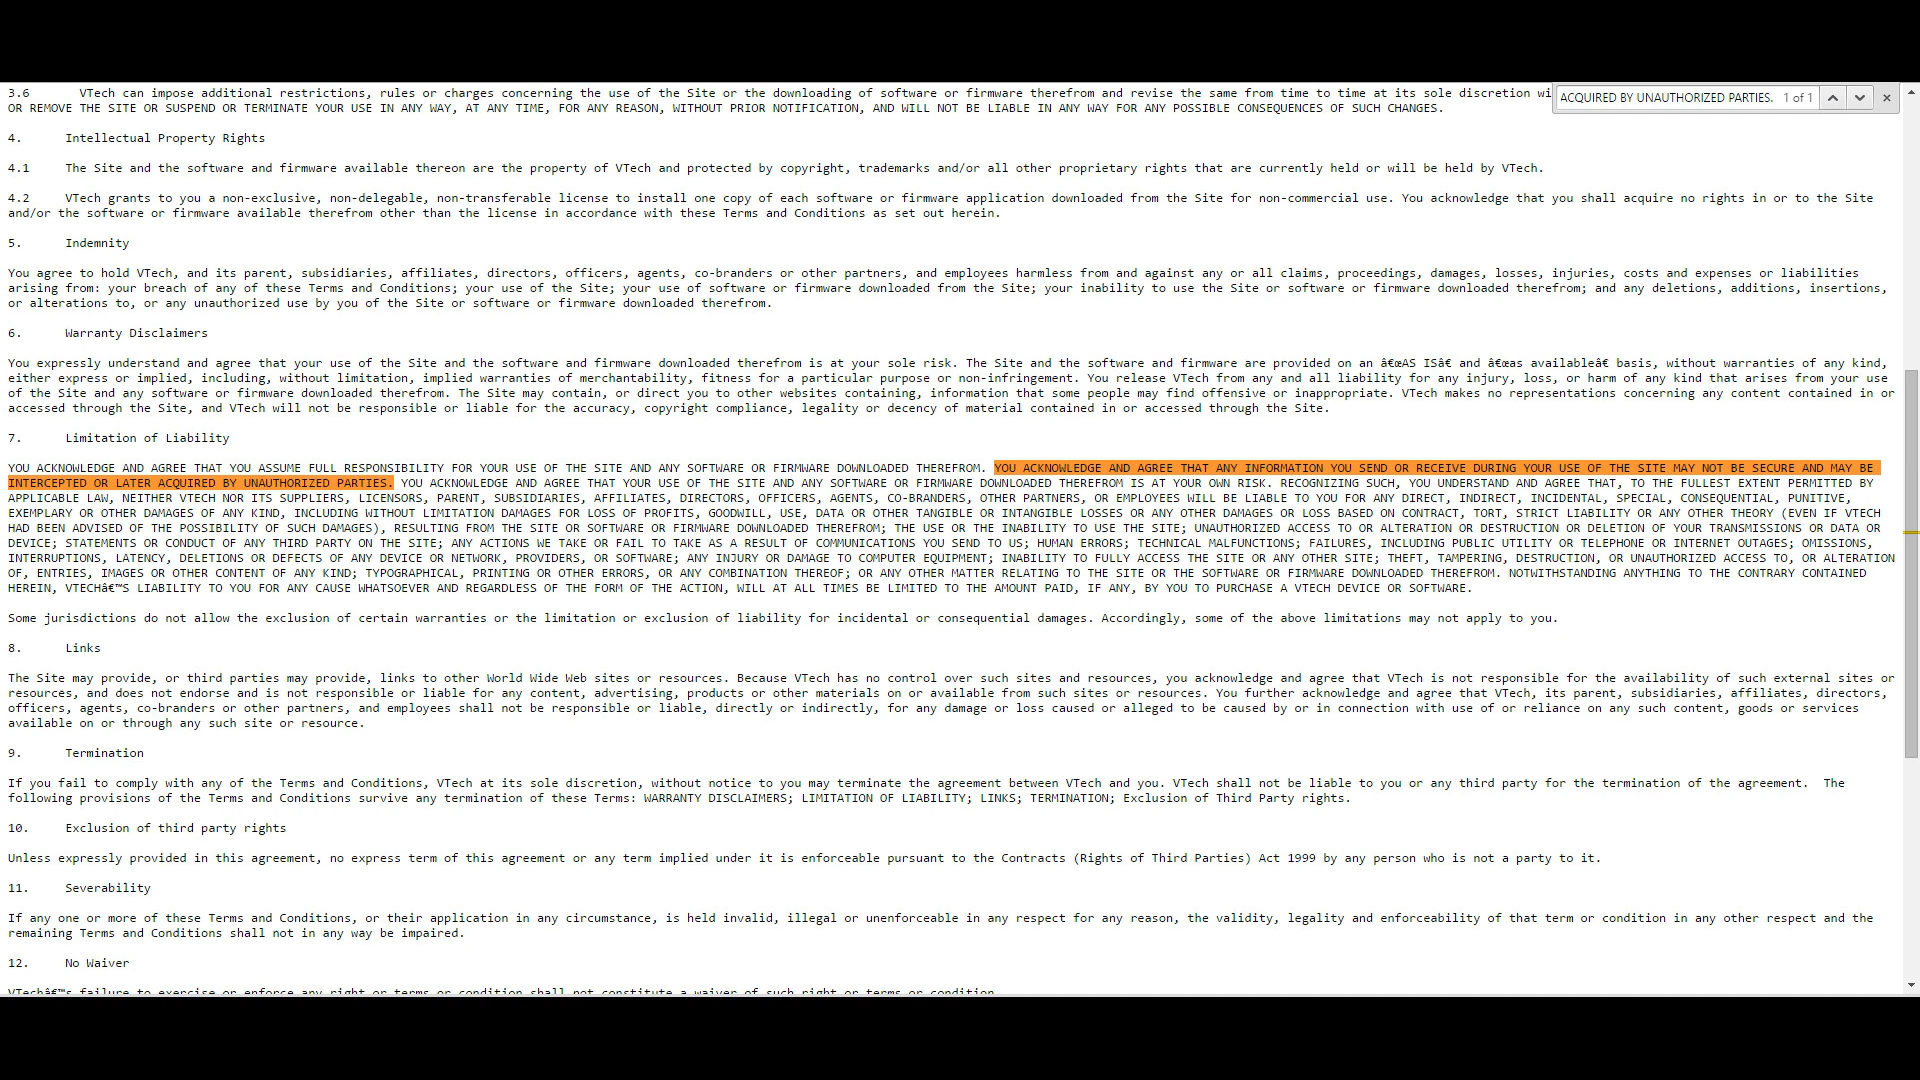 3.6 VTech can impose additional restrictions, rules or charges concerning the use of the Site or the downloading of software or firmware therefrom and revise the same from time to time at its sole discretion wi
ACQUIRED BY UNAUTHORIZED PARTIES. 1 of 1
OR REMOVE THE SITE OR SUSPEND OR TERMINATE YOUR USE IN ANY WAY, AT ANY TIME, FOR ANY REASON, WITHOUT PRIOR NOTIFICATION, AND WILL NOT BE LIABLE IN ANY WAY FOR ANY POSSIBLE CONSEQUENCES OF SUCH CHANGES.
4. Intellectual Property Rights
4.1 The Site and the software and firmware available thereon are the property of VTech and protected by copyright, trademarks and/or all other proprietary rights that are currently held or will be held by VTech.
4.2 VTech grants to you a non-exclusive, non-delegable, non-transferable license to install one copy of each software or firmware application downloaded from the Site for non-commercial use. You acknowledge that you shall acquire no rights in or to the Site
and/or the software or firmware available therefrom other than the license in accordance with these Terms and Conditions as set out herein.
5. Indemnity
You agree to hold VTech, and its parent, subsidiaries, affiliates, directors, officers, agents, co-branders or other partners, and employees harmless from and against any or all claims, proceedings, damages, losses, injuries, costs and expenses or liabilities
arising from: your breach of any of these Terms and Conditions; your use of the Site; your use of software or firmware downloaded from the Site; your inability to use the Site or software or firmware downloaded therefrom; and any deletions, additions, insertions,
or alterations to, or any unauthorized use by you of the Site or software or firmware downloaded therefrom.
6. Warranty Disclaimers
You expressly understand and agree that your use of the Site and the software and firmware downloaded therefrom is at your sole risk. The Site and the software and firmware are provided on an â€œAS ISâ€ and â€œas availableâ€ basis, without warranties of any kind,
either express or implied, including, without limitation, implied warranties of merchantability, fitness for a particular purpose or non-infringement. You release VTech from any and all liability for any injury, loss, or harm of any kind that arises from your use
of the Site and any software or firmware downloaded therefrom. The Site may contain, or direct you to other websites containing, information that some people may find offensive or inappropriate. VTech makes no representations concerning any content contained in or
accessed through the Site, and VTech will not be responsible or liable for the accuracy, copyright compliance, legality or decency of material contained in or accessed through the Site.
7. Limitation of Liability
YOU ACKNOWLEDGE AND AGREE THAT YOU ASSUME FULL RESPONSIBILITY FOR YOUR USE OF THE SITE AND ANY SOFTWARE OR FIRMWARE DOWNLOADED THEREFROM. YOU ACKNOWLEDGE AND AGREE THAT ANY INFORMATION YOU SEND OR RECEIVE DURING YOUR USE OF THE SITE MAY NOT BE SECURE AND MAY BE
INTERCEPTED OR LATER ACQUIRED BY UNAUTHORIZED PARTIES. YOU ACKNOWLEDGE AND AGREE THAT YOUR USE OF THE SITE AND ANY SOFTWARE OR FIRMWARE DOWNLOADED THEREFROM IS AT YOUR OWN RISK. RECOGNIZING SUCH, YOU UNDERSTAND AND AGREE THAT, TO THE FULLEST EXTENT PERMITTED BY
APPLICABLE LAW, NEITHER VTECH NOR ITS SUPPLIERS, LICENSORS, PARENT, SUBSIDIARIES, AFFILIATES, DIRECTORS, OFFICERS, AGENTS, CO-BRANDERS, OTHER PARTNERS, OR EMPLOYEES WILL BE LIABLE TO YOU FOR ANY DIRECT, INDIRECT, INCIDENTAL, SPECIAL, CONSEQUENTIAL, PUNITIVE,
EXEMPLARY OR OTHER DAMAGES OF ANY KIND, INCLUDING WITHOUT LIMITATION DAMAGES FOR LOSS OF PROFITS, GOODWILL, USE, DATA OR OTHER TANGIBLE OR INTANGIBLE LOSSES OR ANY OTHER DAMAGES OR LOSS BASED ON CONTRACT, TORT, STRICT LIABILITY OR ANY OTHER THEORY (EVEN IF VTECH
HAD BEEN ADVISED OF THE POSSIBILITY OF SUCH DAMAGES), RESULTING FROM THE SITE OR SOFTWARE OR FIRMWARE DOWNLOADED THEREFROM; THE USE OR THE INABILITY TO USE THE SITE; UNAUTHORIZED ACCESS TO OR ALTERATION OR DESTRUCTION OR DELETION OF YOUR TRANSMISSIONS OR DATA OR
DEVICE; STATEMENTS OR CONDUCT OF ANY THIRD PARTY ON THE SITE; ANY ACTIONS WE TAKE OR FAIL TO TAKE AS A RESULT OF COMMUNICATIONS YOU SEND TO US; HUMAN ERRORS; TECHNICAL MALFUNCTIONS; FAILURES, INCLUDING PUBLIC UTILITY OR TELEPHONE OR INTERNET OUTAGES; OMISSIONS,
INTERRUPTIONS, LATENCY, DELETIONS OR DEFECTS OF ANY DEVICE OR NETWORK, PROVIDERS, OR SOFTWARE; ANY INJURY OR DAMAGE TO COMPUTER EQUIPMENT; INABILITY TO FULLY ACCESS THE SITE OR ANY OTHER SITE; THEFT, TAMPERING, DESTRUCTION, OR UNAUTHORIZED ACCESS TO, OR ALTERATION
OF, ENTRIES, IMAGES OR OTHER CONTENT OF ANY KIND; TYPOGRAPHICAL, PRINTING OR OTHER ERRORS, OR ANY COMBINATION THEREOF; OR ANY OTHER MATTER RELATING TO THE SITE OR THE SOFTWARE OR FIRMWARE DOWNLOADED THEREFROM. NOTWITHSTANDING ANYTHING TO THE CONTRARY CONTAINED
HEREIN, VTECHâ€™S LIABILITY TO YOU FOR ANY CAUSE WHATSOEVER AND REGARDLESS OF THE FORM OF THE ACTION, WILL AT ALL TIMES BE LIMITED TO THE AMOUNT PAID, IF ANY, BY YOU TO PURCHASE A VTECH DEVICE OR SOFTWARE.
Some jurisdictions do not allow the exclusion of certain warranties or the limitation or exclusion of liability for incidental or consequential damages. Accordingly, some of the above limitations may not apply to you.
8. Links
The Site may provide, or third parties may provide, links to other World Wide Web sites or resources. Because VTech has no control over such sites and resources, you acknowledge and agree that VTech is not responsible for the availability of such external sites or
resources, and does not endorse and is not responsible or liable for any content, advertising, products or other materials on or available from such sites or resources. You further acknowledge and agree that VTech, its parent, subsidiaries, affiliates, directors,
officers, agents, co-branders or other partners, and employees shall not be responsible or liable, directly or indirectly, for any damage or loss caused or alleged to be caused by or in connection with use of or reliance on any such content, goods or services
available on or through any such site or resource.
9. Termination
If you fail to comply with any of the Terms and Conditions, VTech at its sole discretion, without notice to you may terminate the agreement between VTech and you. VTech shall not be liable to you or any third party for the termination of the agreement. The
following provisions of the Terms and Conditions survive any termination of these Terms: WARRANTY DISCLAIMERS; LIMITATION OF LIABILITY; LINKS; TERMINATION; Exclusion of Third Party rights.
10. Exclusion of third party rights
Unless expressly provided in this agreement, no express term of this agreement or any term implied under it is enforceable pursuant to the Contracts (Rights of Third Parties) Act 1999 by any person who is not a party to it.
11. Severability
If any one or more of these Terms and Conditions, or their application in any circumstance, is held invalid, illegal or unenforceable in any respect for any reason, the validity, legality and enforceability of that term or condition in any other respect and the
remaining Terms and Conditions shall not in any way be impaired.
12. No Waiver
VTechâ€™s failure to exercise or enforce any right or terms or condition shall not constitute a waiver of such right or terms or condition.